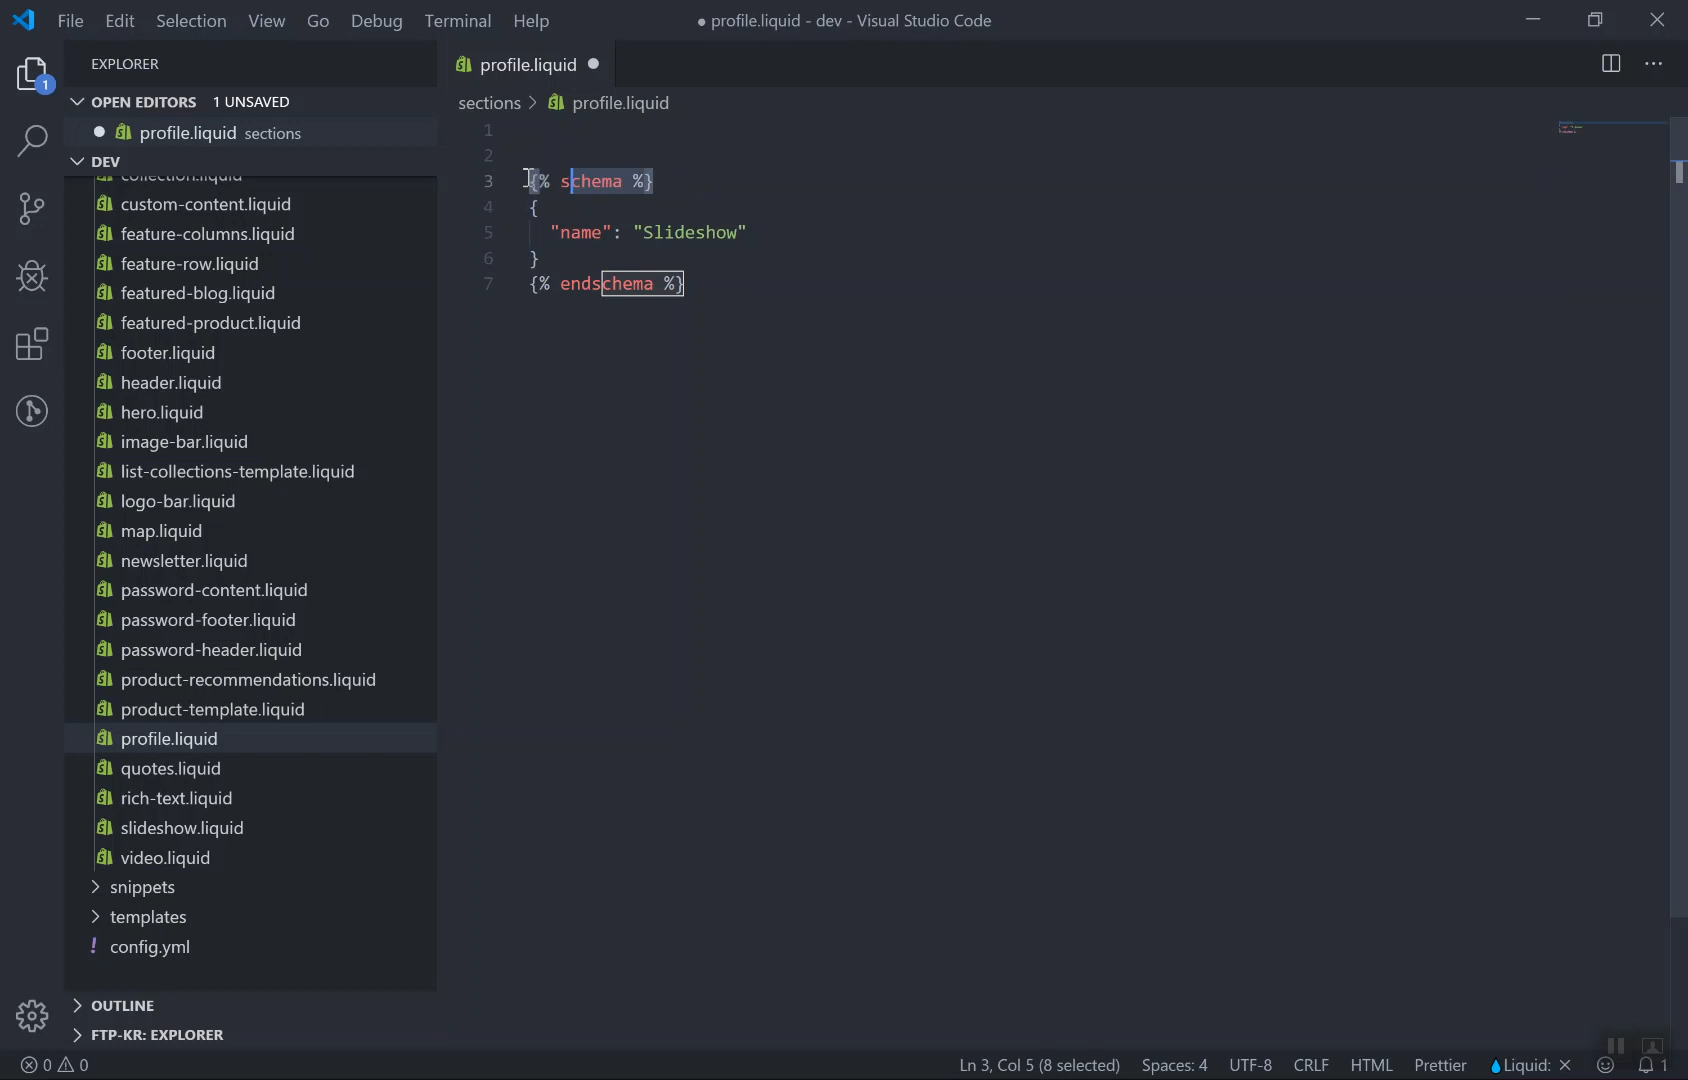 File Edit Selection View Go Debug Terminal Help ● profile.liquid - dev - Visual Studio Code
EXPLORER
profile.liquid
OPEN EDITORS 1 UNSAVED
sections > profile.liquid
profile.liquid sections
DEV
collection.liquid
custom-content.liquid
feature-columns.liquid
feature-row.liquid
featured-blog.liquid
featured-product.liquid
footer.liquid
header.liquid
hero.liquid
image-bar.liquid
list-collections-template.liquid
logo-bar.liquid
map.liquid
newsletter.liquid
password-content.liquid
password-footer.liquid
password-header.liquid
product-recommendations.liquid
product-template.liquid
profile.liquid
quotes.liquid
rich-text.liquid
slideshow.liquid
video.liquid
snippets
templates
! config.yml
OUTLINE
FTP-KR: EXPLORER
1
2
3 {% schema %}
4 {
5 "name": "Slideshow"
6 }
7 {% endschema %}
1
0 0
Ln 3, Col 5 (8 selected) Spaces: 4 UTF-8 CRLF HTML Prettier Liquid: ✕ 1